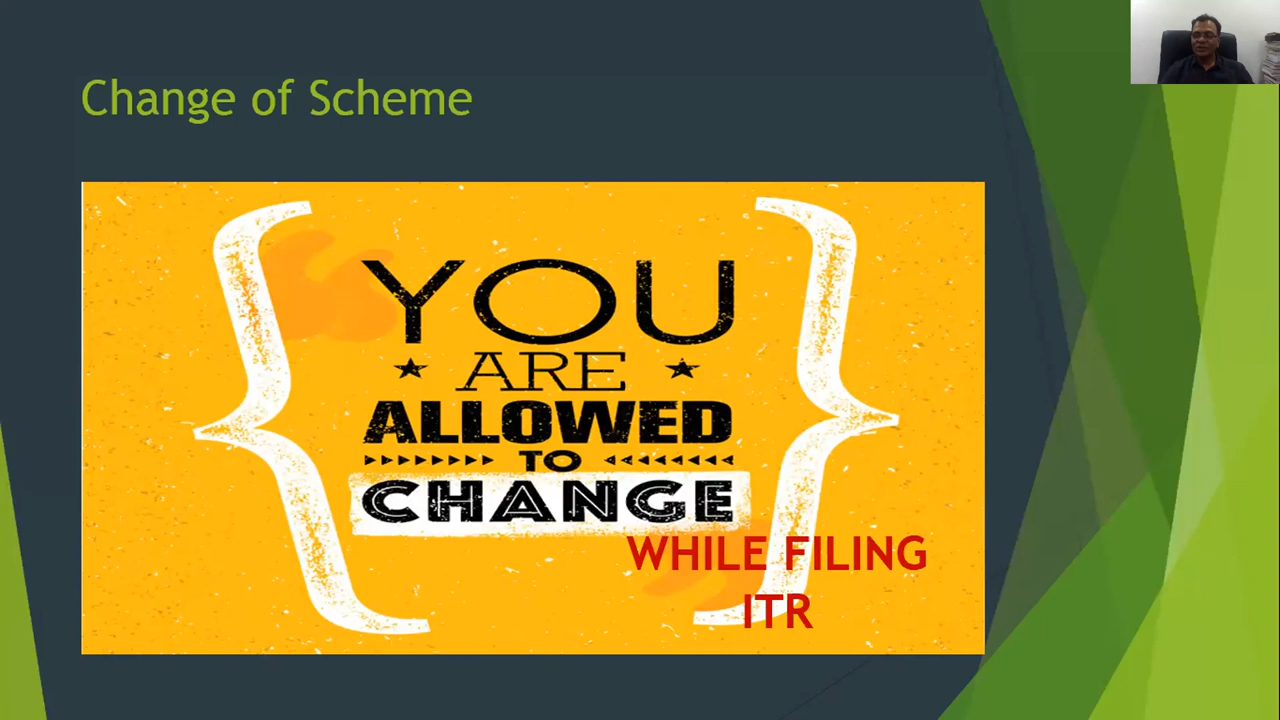 Change of Scheme
YOU
ARE
ALLOWED
TO
CHANGE
WHILE FILING
ITR